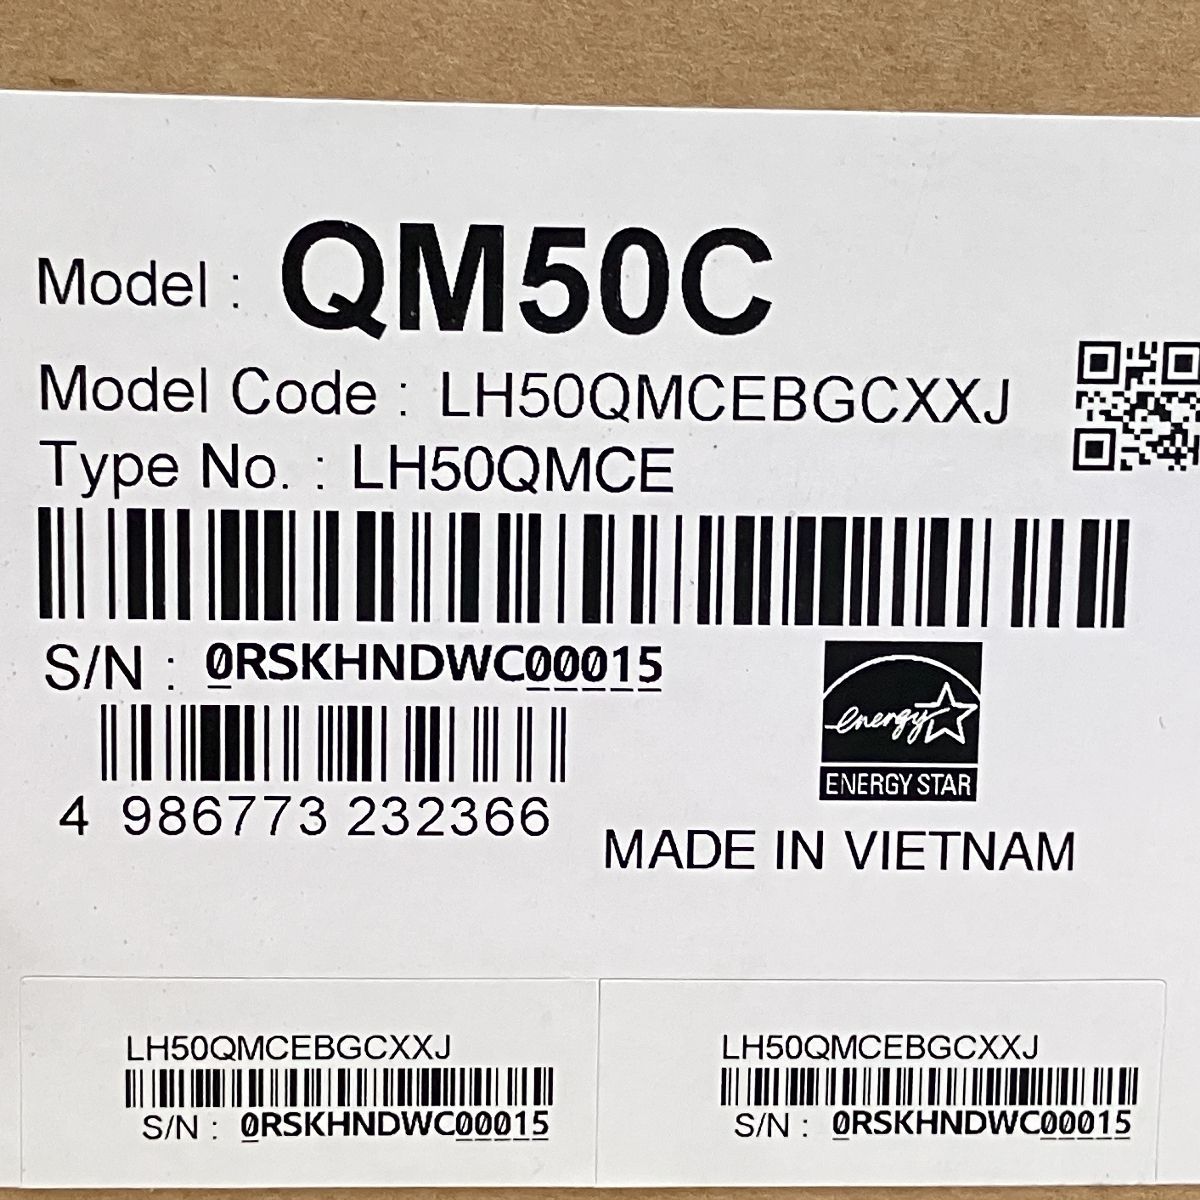 Model : QM50C
Model Code : LH50QMCEBGCXXJ
Type No. : LH50QMCE
S/N : 0RSKHNDWC00015
4 986773 232366
energy
ENERGY STAR
MADE IN VIETNAM
LH50QMCEBGCXXJ
S/N : 0RSKHNDWC00015
LH50QMCEBGCXXJ
S/N : 0RSKHNDWC00015